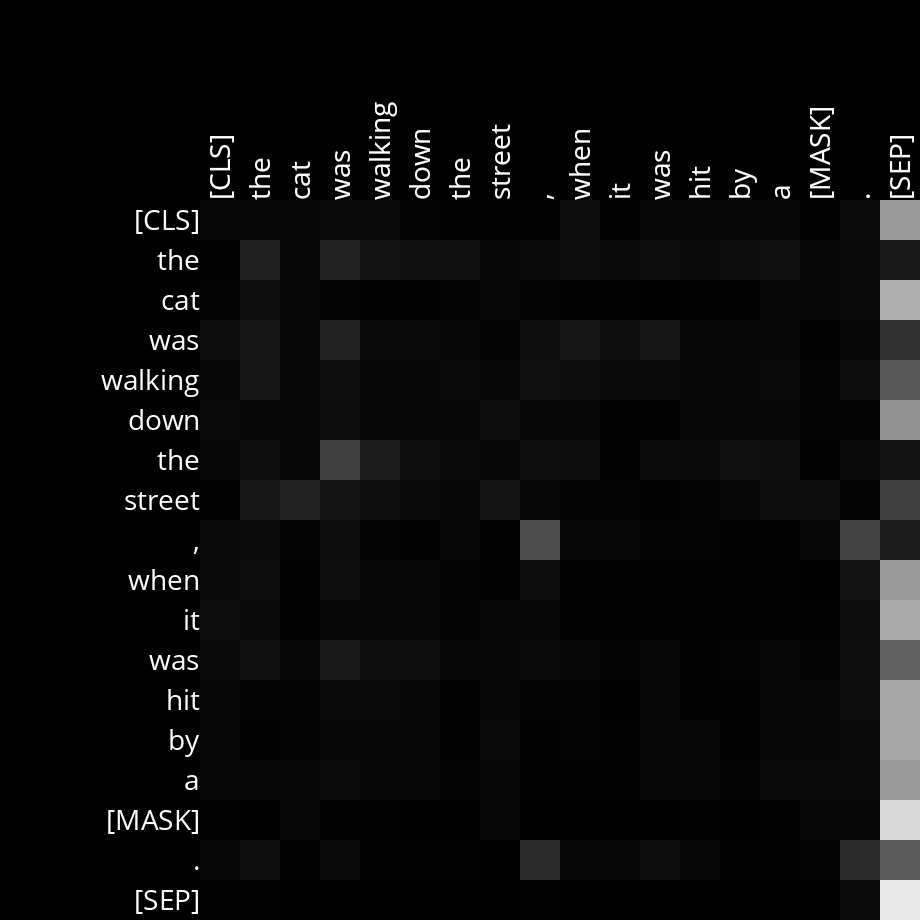 [CLS] the cat was walking down the street , when it was hit by a [MASK] . [SEP]
[CLS]
the
cat
was
walking
down
the
street
,
when
it
was
hit
by
a
[MASK]
.
[SEP]